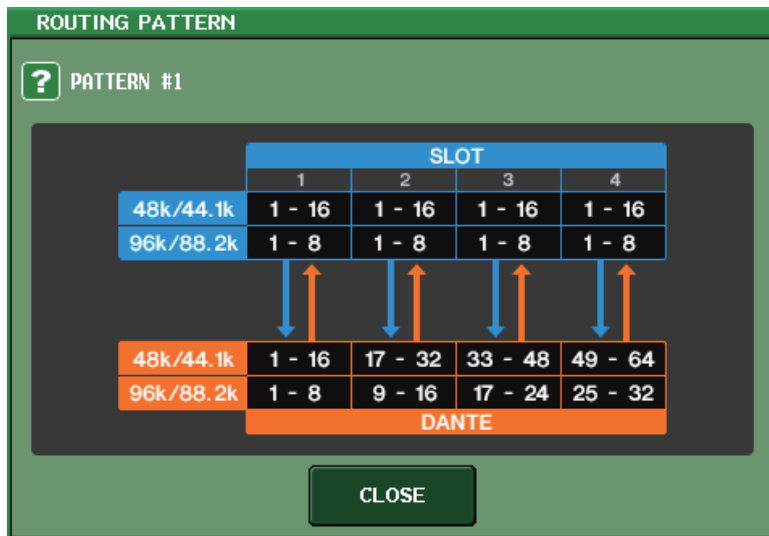 ROUTING PATTERN
? PATTERN #1
SLOT
1 2 3 4
48k/44.1k 1 - 16 1 - 16 1 - 16 1 - 16
96k/88.2k 1 - 8 1 - 8 1 - 8 1 - 8
48k/44.1k 1 - 16 17 - 32 33 - 48 49 - 64
96k/88.2k 1 - 8 9 - 16 17 - 24 25 - 32
DANTE
CLOSE